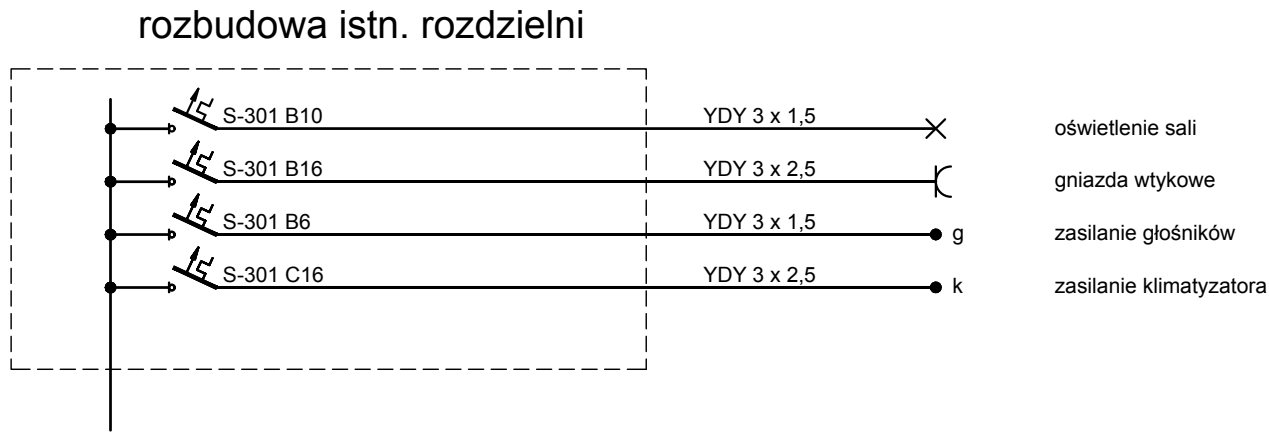 rozbudowa istn. rozdzielni
S-301 B10 YDY 3 x 1,5 oświetlenie sali
S-301 B16 YDY 3 x 2,5 gniazda wtykowe
S-301 B6 YDY 3 x 1,5 g zasilanie głośników
S-301 C16 YDY 3 x 2,5 k zasilanie klimatyzatora